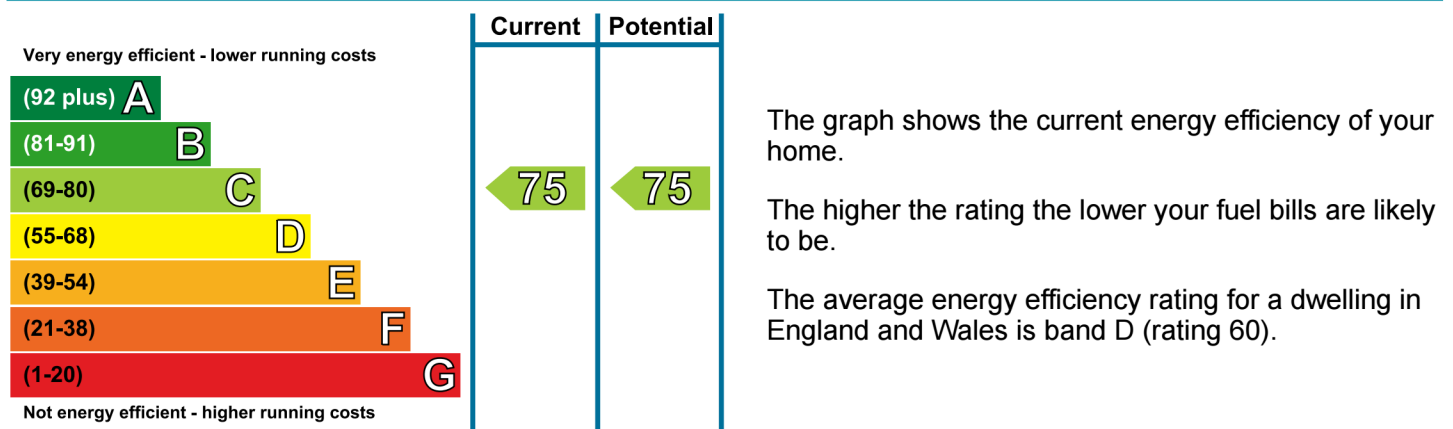 Current Potential
Very energy efficient - lower running costs
(92 plus) A
(81-91) B
(69-80) C
75 75
(55-68) D
(39-54) E
(21-38) F
(1-20) G
Not energy efficient - higher running costs
The graph shows the current energy efficiency of your
home.
The higher the rating the lower your fuel bills are likely
to be.
The average energy efficiency rating for a dwelling in
England and Wales is band D (rating 60).